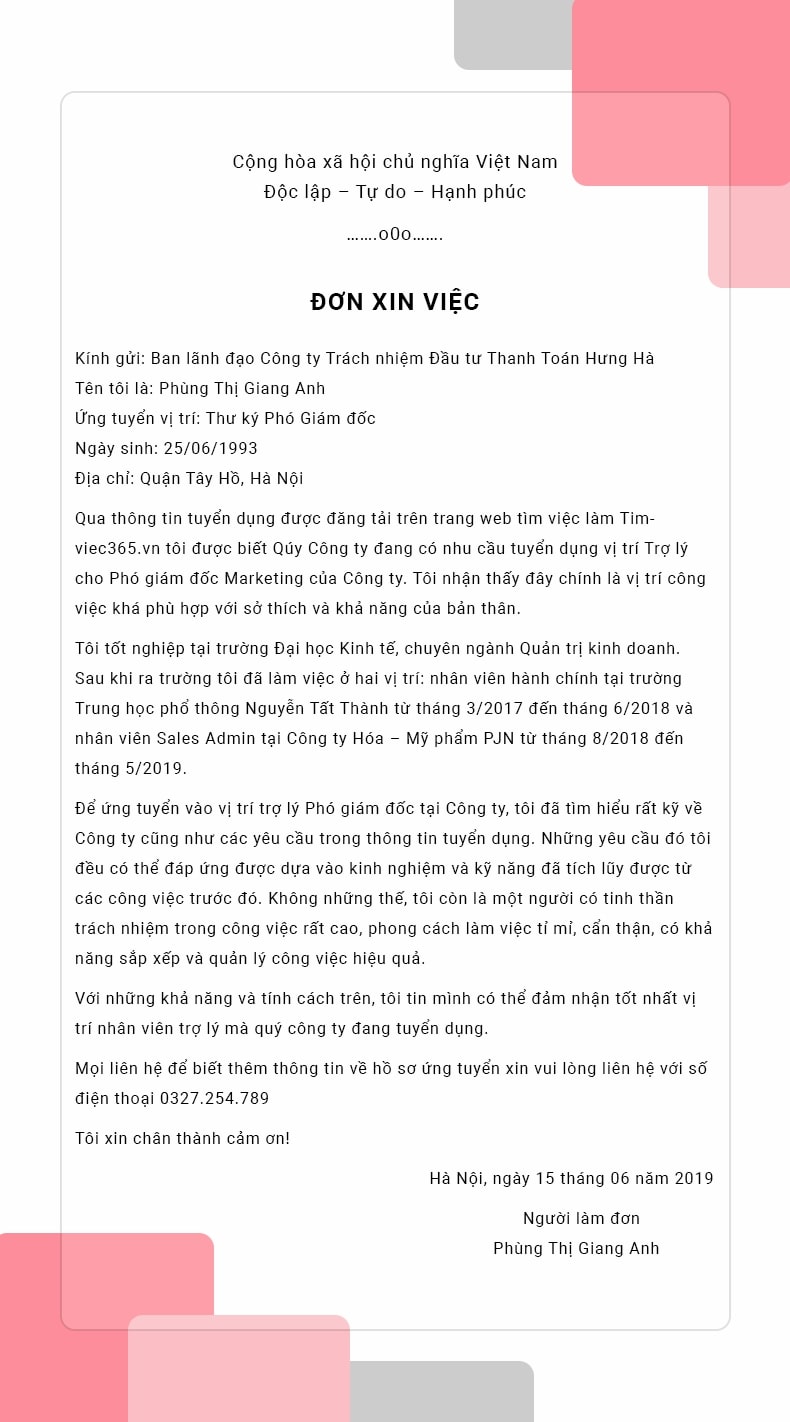 Cộng hòa xã hội chủ nghĩa Việt Nam
Độc lập – Tự do – Hạnh phúc
.......o0o.......
ĐƠN XIN VIỆC
Kính gửi: Ban lãnh đạo Công ty Trách nhiệm Đầu tư Thanh Toán Hưng Hà
Tên tôi là: Phùng Thị Giang Anh
Ứng tuyển vị trí: Thư ký Phó Giám đốc
Ngày sinh: 25/06/1993
Địa chỉ: Quận Tây Hồ, Hà Nội
Qua thông tin tuyển dụng được đăng tải trên trang web tìm việc làm Tim-
viec365.vn tôi được biết Qúy Công ty đang có nhu cầu tuyển dụng vị trí Trợ lý
cho Phó giám đốc Marketing của Công ty. Tôi nhận thấy đây chính là vị trí công
việc khá phù hợp với sở thích và khả năng của bản thân.
Tôi tốt nghiệp tại trường Đại học Kinh tế, chuyên ngành Quản trị kinh doanh.
Sau khi ra trường tôi đã làm việc ở hai vị trí: nhân viên hành chính tại trường
Trung học phổ thông Nguyễn Tất Thành từ tháng 3/2017 đến tháng 6/2018 và
nhân viên Sales Admin tại Công ty Hóa – Mỹ phẩm PJN từ tháng 8/2018 đến
tháng 5/2019.
Để ứng tuyển vào vị trí trợ lý Phó giám đốc tại Công ty, tôi đã tìm hiểu rất kỹ về
Công ty cũng như các yêu cầu trong thông tin tuyển dụng. Những yêu cầu đó tôi
đều có thể đáp ứng được dựa vào kinh nghiệm và kỹ năng đã tích lũy được từ
các công việc trước đó. Không những thế, tôi còn là một người có tinh thần
trách nhiệm trong công việc rất cao, phong cách làm việc tỉ mỉ, cẩn thận, có khả
năng sắp xếp và quản lý công việc hiệu quả.
Với những khả năng và tính cách trên, tôi tin mình có thể đảm nhận tốt nhất vị
trí nhân viên trợ lý mà quý công ty đang tuyển dụng.
Mọi liên hệ để biết thêm thông tin về hồ sơ ứng tuyển xin vui lòng liên hệ với số
điện thoại 0327.254.789
Tôi xin chân thành cảm ơn!
Hà Nội, ngày 15 tháng 06 năm 2019
Người làm đơn
Phùng Thị Giang Anh